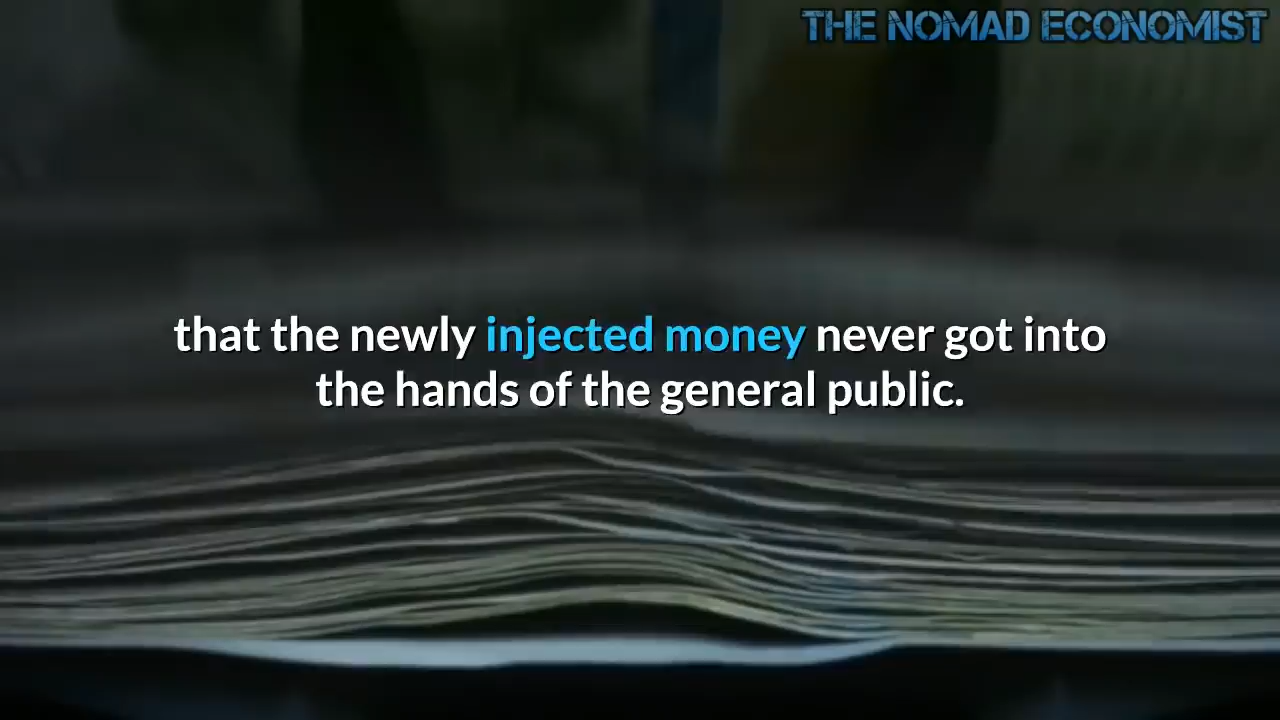 THE NOMAD ECONOMIST
that the newly injected money never got into
the hands of the general public.